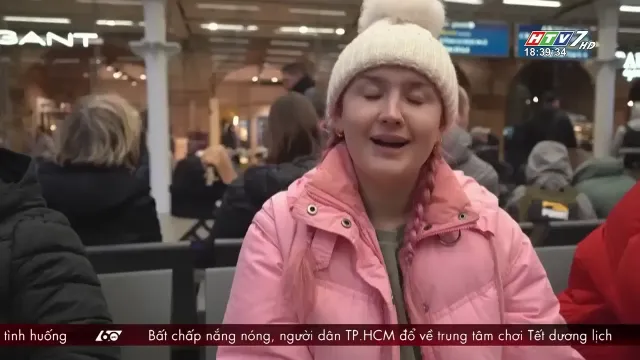 GANT
HTV7 HD
18:39:34
tình huống 60 Bất chấp nắng nóng, người dân TP.HCM đổ về trung tâm chơi Tết dương lịch